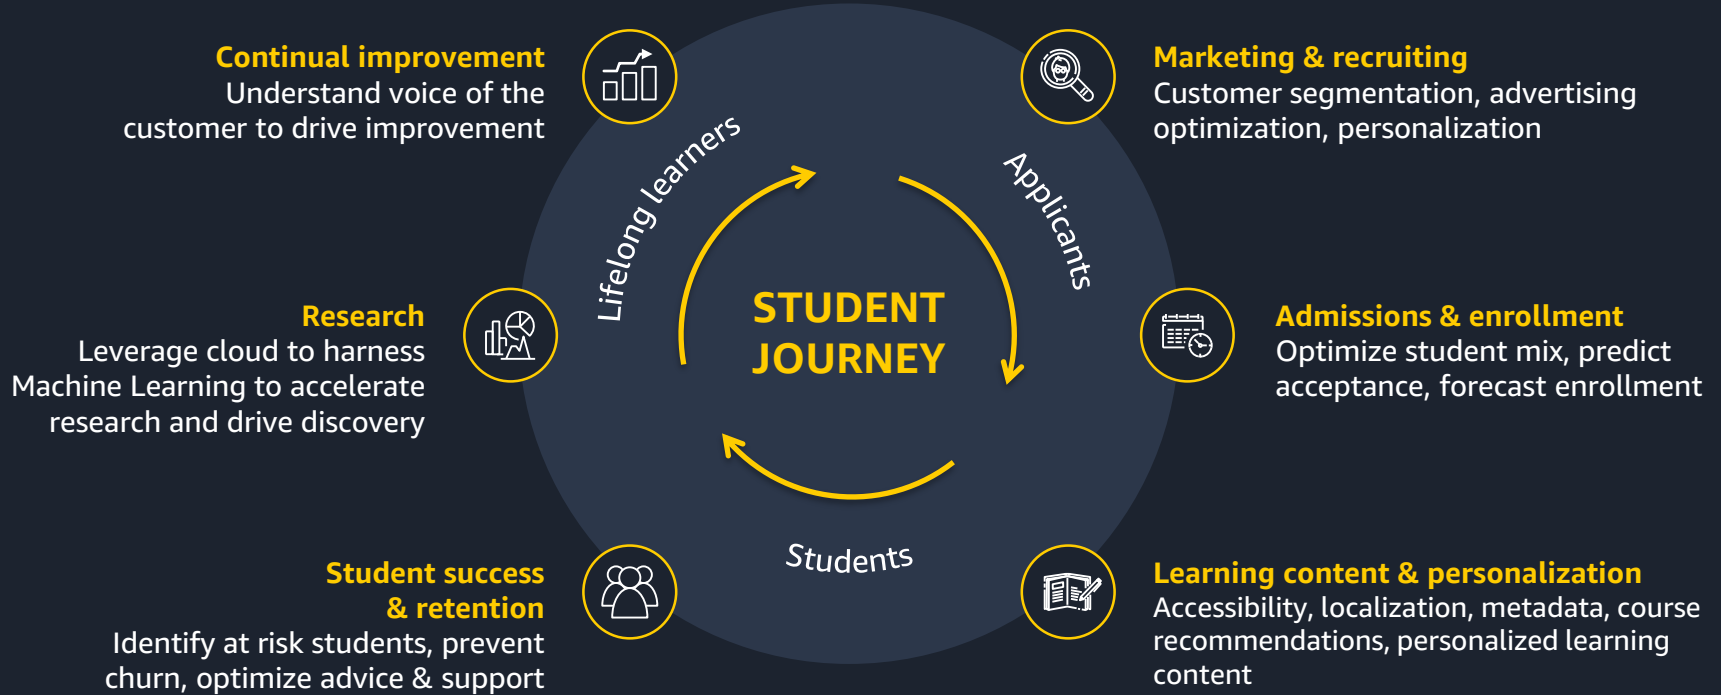 Continual improvement
Understand voice of the
customer to drive improvement
Marketing & recruiting
Customer segmentation, advertising
optimization, personalization
Lifelong learners
Applicants
STUDENT
JOURNEY
Students
Research
Leverage cloud to harness
Machine Learning to accelerate
research and drive discovery
Admissions & enrollment
Optimize student mix, predict
acceptance, forecast enrollment
Student success
& retention
Identify at risk students, prevent
churn, optimize advice & support
Learning content & personalization
Accessibility, localization, metadata, course
recommendations, personalized learning
content